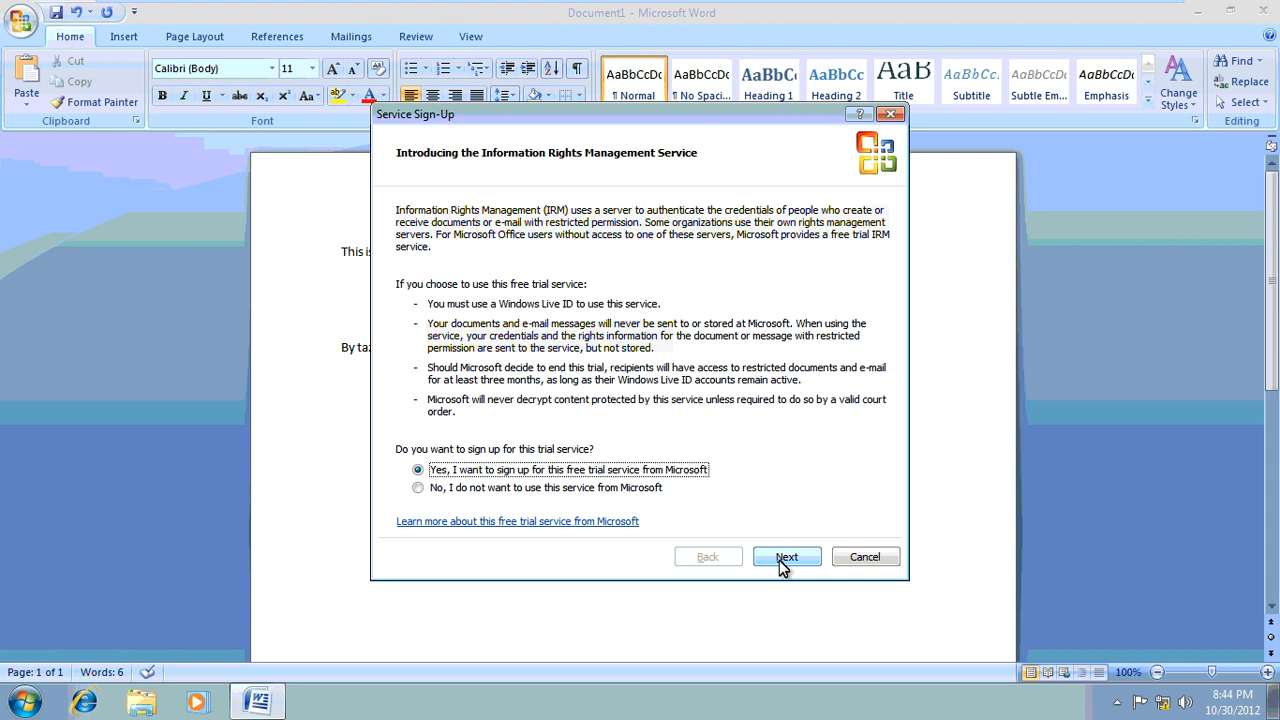 Document1 - Microsoft Word
Home Insert Page Layout References Mailings Review View
Paste
Cut
Copy
Format Painter
Clipboard
Calibri (Body) 11
B I U abc X₂ X² Aa A
Font
AaBbCcDc AaBbCcDc AaBbCc AaBbCc AaB AaBbCc. AaBbCcDc AaBbCcDc
¶ Normal ¶ No Spaci... Heading 1 Heading 2 Title Subtitle Subtle Em... Emphasis
Change
Styles
Find
Replace
Select
Editing
Service Sign-Up
Introducing the Information Rights Management Service
Information Rights Management (IRM) uses a server to authenticate the credentials of people who create or
receive documents or e-mail with restricted permission. Some organizations use their own rights management
servers. For Microsoft Office users without access to one of these servers, Microsoft provides a free trial IRM
service.
If you choose to use this free trial service:
- You must use a Windows Live ID to use this service.
- Your documents and e-mail messages will never be sent to or stored at Microsoft. When using the
service, your credentials and the rights information for the document or message with restricted
permission are sent to the service, but not stored.
- Should Microsoft decide to end this trial, recipients will have access to restricted documents and e-mail
for at least three months, as long as their Windows Live ID accounts remain active.
- Microsoft will never decrypt content protected by this service unless required to do so by a valid court
order.
Do you want to sign up for this trial service?
Yes, I want to sign up for this free trial service from Microsoft
No, I do not want to use this service from Microsoft
Learn more about this free trial service from Microsoft
Back Next Cancel
This is
By ta
Page: 1 of 1 Words: 6 100%
8:44 PM
10/30/2012